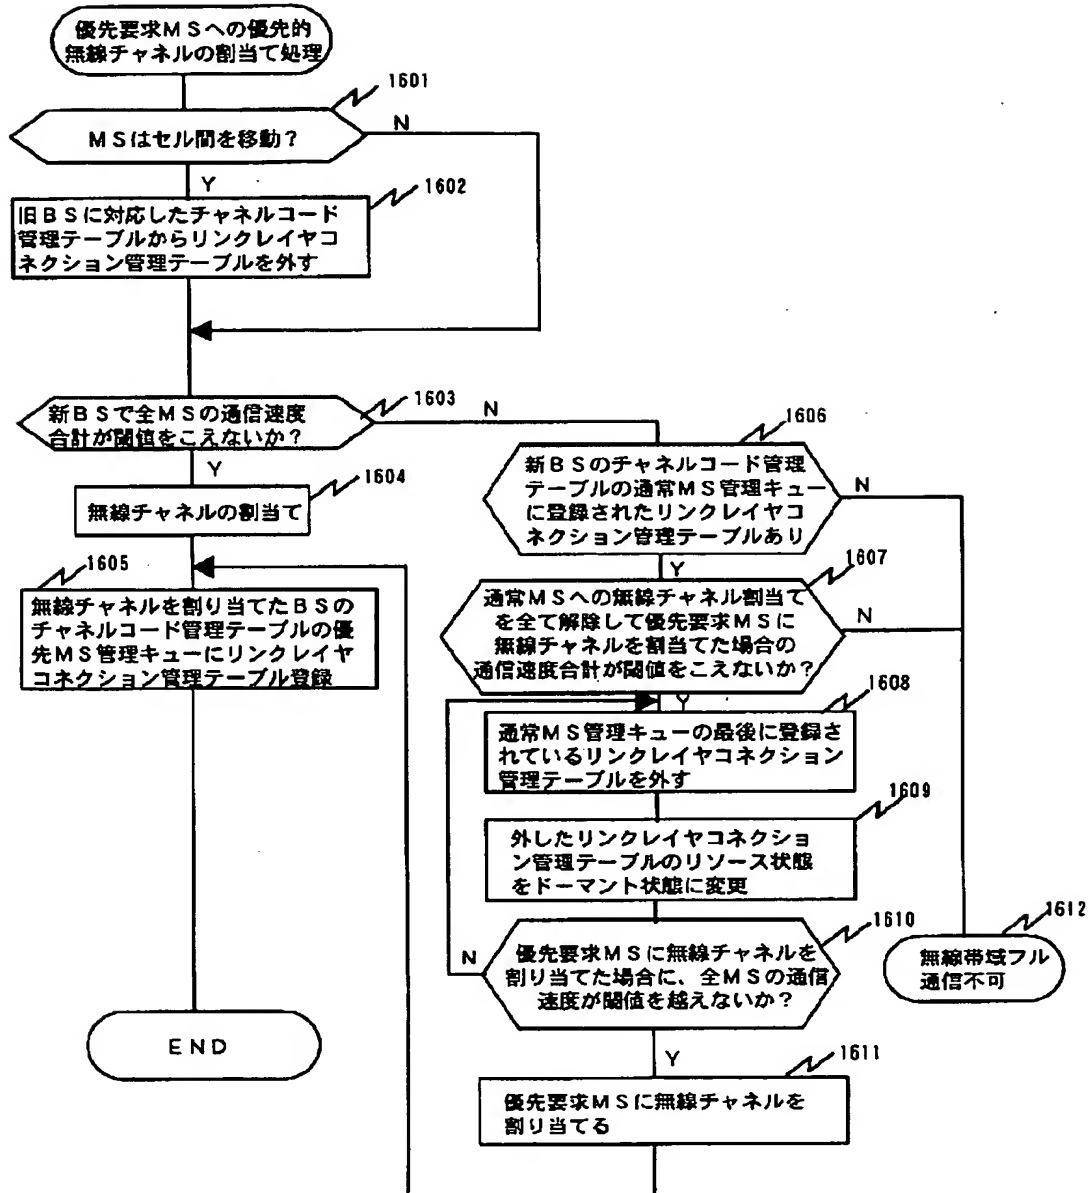 優先要求MSへの優先的
無線チャネルの割当て処理
1601
MSはセル間を移動？
N
Y
1602
旧BSに対応したチャネルコード
管理テーブルからリンクレイヤコ
ネクション管理テーブルを外す
1603
新BSで全MSの通信速度
合計が閾値をこえないか？
N
Y
1604
無線チャネルの割当て
1605
無線チャネルを割り当てたBSの
チャネルコード管理テーブルの優
先MS管理キューにリンクレイヤ
コネクション管理テーブル登録
END
1606
新BSのチャネルコード管理
テーブルの通常MS管理キュー
に登録されたリンクレイヤコ
ネクション管理テーブルあり
N
Y
1607
通常MSへの無線チャネル割当て
を全て解除して優先要求MSに
無線チャネルを割当てた場合の
通信速度合計が閾値をこえないか？
N
Y
1608
通常MS管理キューの最後に登録さ
れているリンクレイヤコネクション
管理テーブルを外す
1609
外したリンクレイヤコネクショ
ン管理テーブルのリソース状態
をドーマント状態に変更
1610
優先要求MSに無線チャネルを
割り当てた場合に、全MSの通信
速度が閾値を越えないか？
N
Y
1611
優先要求MSに無線チャネルを
割り当てる
1612
無線帯域フル
通信不可